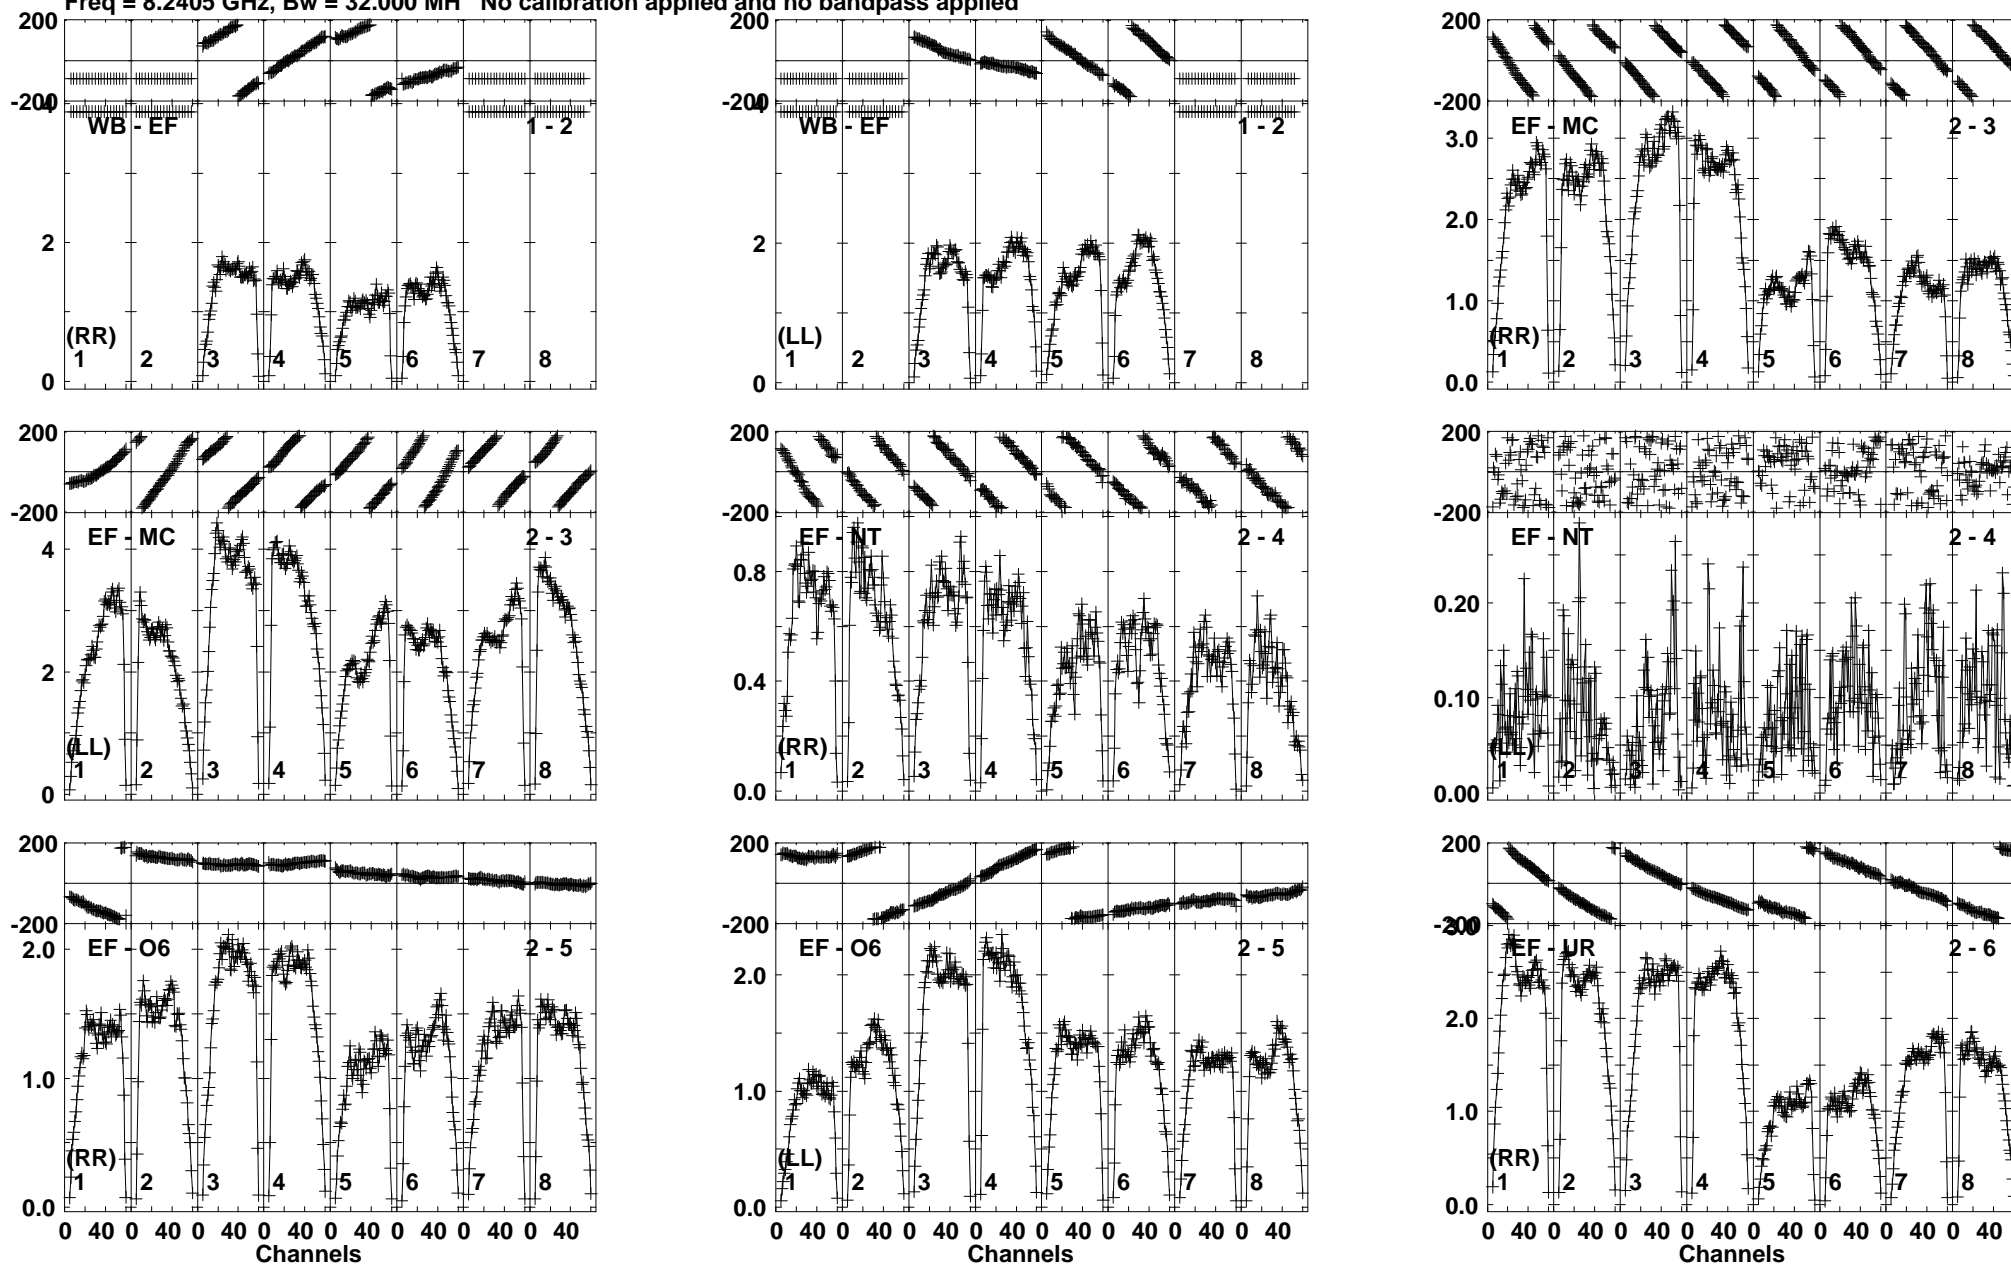 Freq = 8.2405 GHz, Bw = 32.000 MH No calibration applied and no bandpass applied
200 200 200
-200 -200 -200
4 4
WB - EF 1 - 2 WB - EF 1 - 2 EF - MC 2 - 3
3.0
2 2 2.0
1.0
(RR) (LL) (RR)
1 2 3 4 5 6 7 8 1 2 3 4 5 6 7 8 1 2 3 4 5 6 7 8
0 0 0.0
200 200 200
-200 -200 -200
EF - MC 2 - 3 EF - NT 2 - 4 EF - NT 2 - 4
4 0.8 0.20
2 0.4 0.10
(LL) (RR) (LL)
1 2 3 4 5 6 7 8 1 2 3 4 5 6 7 8 1 2 3 4 5 6 7 8
0 0.0 0.00
200 200 200
-200 -200 -200
3.0
EF - O6 2 - 5 EF - O6 2 - 5 EF - UR 2 - 6
2.0 2.0 2.0
1.0 1.0 1.0
(RR) (LL) (RR)
1 2 3 4 5 6 7 8 1 2 3 4 5 6 7 8 1 2 3 4 5 6 7 8
0.0 0.0 0.0
0 40 0 40 0 40 0 40 0 40 0 40 0 40 0 40 0 40 0 40 0 40 0 40 0 40 0 40 0 40 0 40 0 40 0 40 0 40 0 40 0 40 0 40 0 40 0 40
Channels Channels Channels